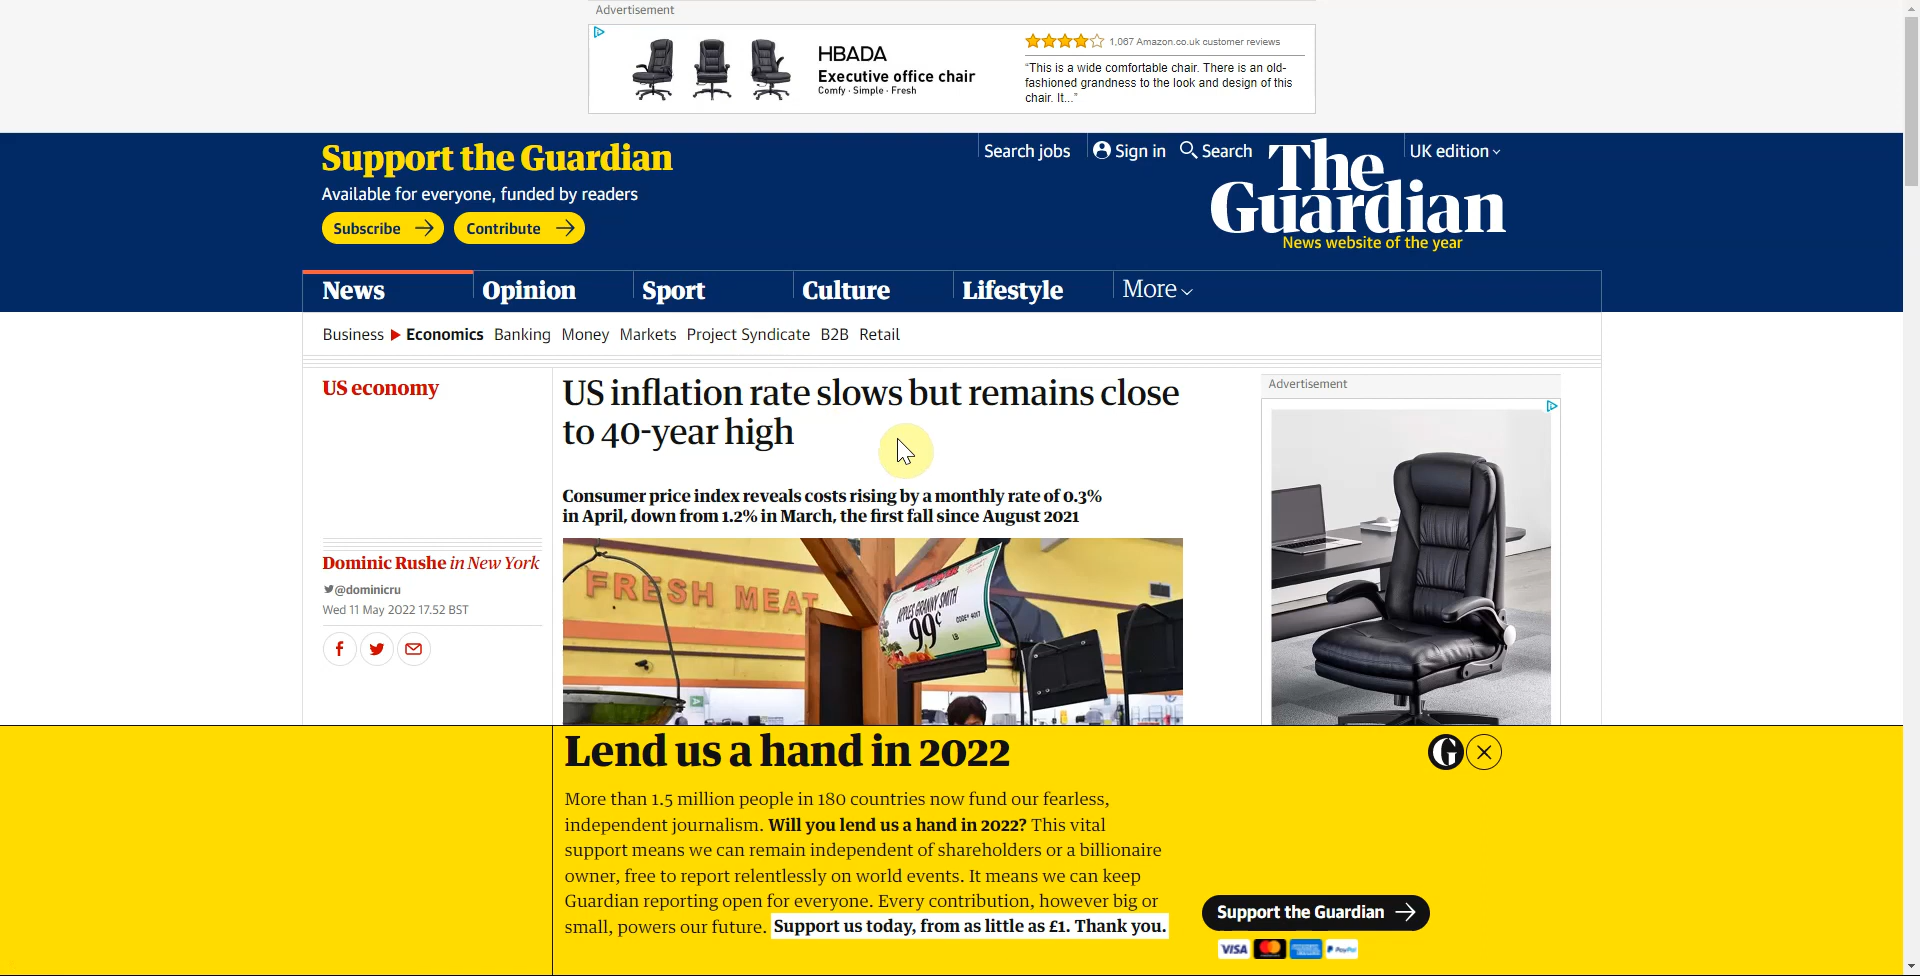 Advertisement
HBADA
Executive office chair
Comfy · Simple · Fresh
1,067 Amazon.co.uk customer reviews
“This is a wide comfortable chair. There is an old-
fashioned grandness to the look and design of this
chair. It...”
Support the Guardian
Available for everyone, funded by readers
Subscribe
Contribute
Search jobs
Sign in
Search
UK edition
The
Guardian
News website of the year
News
Opinion
Sport
Culture
Lifestyle
More
Business Economics Banking Money Markets Project Syndicate B2B Retail
US economy
US inflation rate slows but remains close
to 40-year high
Consumer price index reveals costs rising by a monthly rate of 0.3%
in April, down from 1.2% in March, the first fall since August 2021
Dominic Rushe in New York
@dominicru
Wed 11 May 2022 17.52 BST
FRESH MEAT
APPLES GRANNY SMITH
99¢
CODE# 4017
LB
Advertisement
Lend us a hand in 2022
More than 1.5 million people in 180 countries now fund our fearless,
independent journalism. Will you lend us a hand in 2022? This vital
support means we can remain independent of shareholders or a billionaire
owner, free to report relentlessly on world events. It means we can keep
Guardian reporting open for everyone. Every contribution, however big or
small, powers our future. Support us today, from as little as £1. Thank you.
G
Support the Guardian
VISA
PayPal